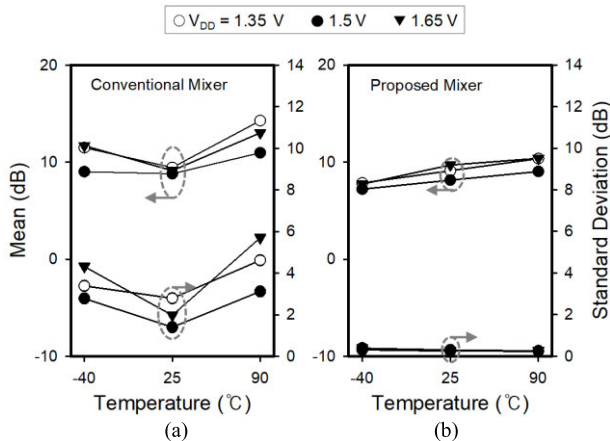 V_DD = 1.35 V 1.5 V 1.65 V
20 14 20 14
Conventional Mixer Proposed Mixer
12 12
10 10 10 10
8 8
Mean (dB) 6 6 Standard Deviation (dB)
0 0
4 4
2 2
-10 0 -10 0
-40 25 90 -40 25 90
Temperature (℃) Temperature (℃)
(a) (b)